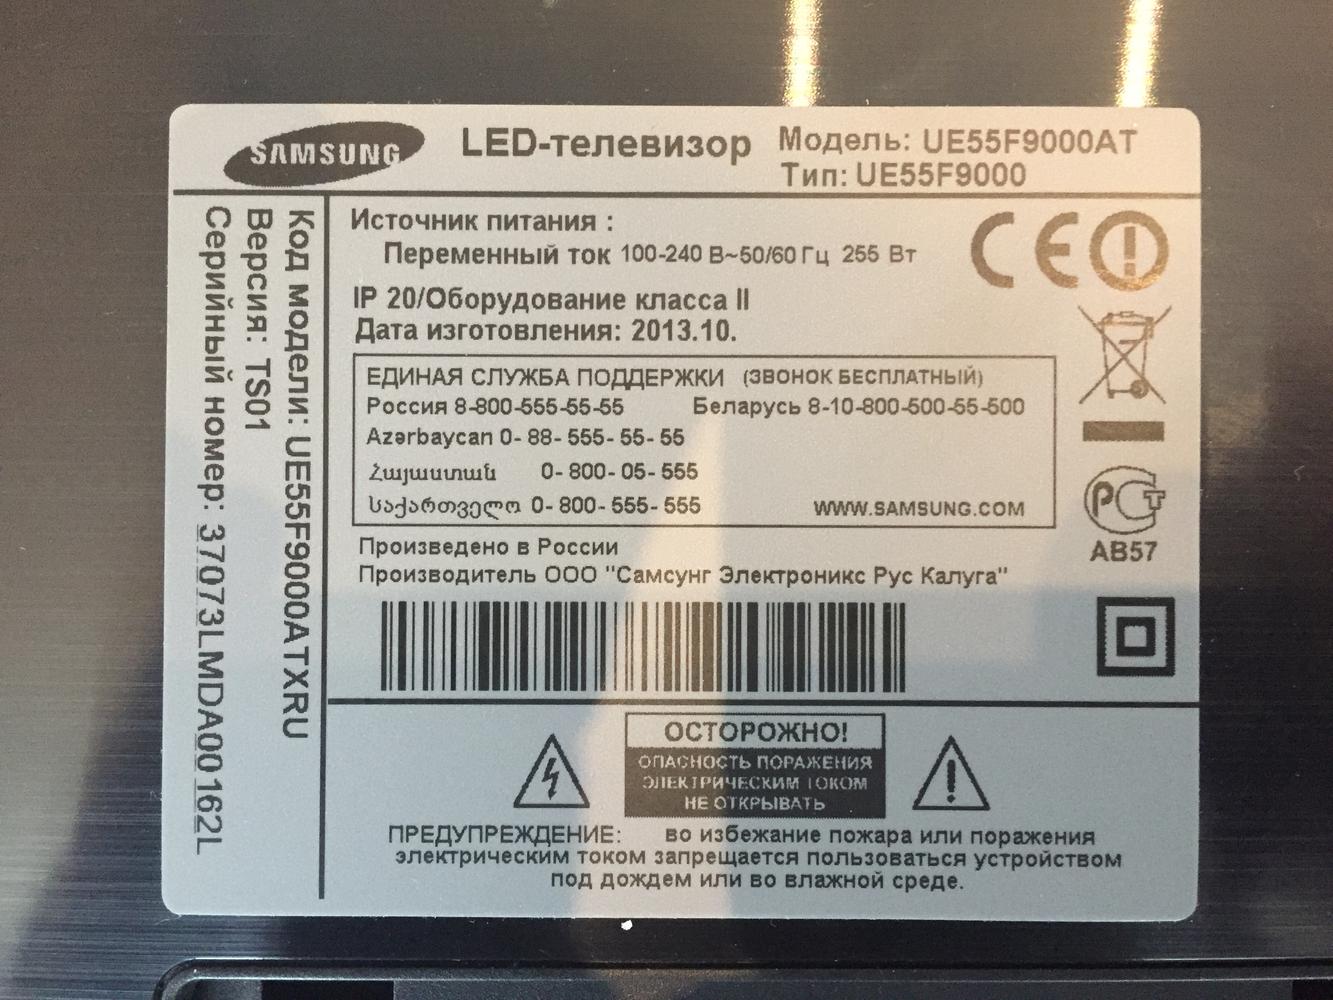 SAMSUNG
LED-телевизор
Модель: UE55F9000AT
Тип: UE55F9000
Код модели: UE55F9000ATXRU
Версия: TS01
Серийный номер: 37073LMDA00162L
Источник питания :
Переменный ток 100-240 В~50/60 Гц 255 Вт
IP 20/Оборудование класса II
Дата изготовления: 2013.10.
ЕДИНАЯ СЛУЖБА ПОДДЕРЖКИ (ЗВОНОК БЕСПЛАТНЫЙ)
Россия 8-800-555-55-55 Беларусь 8-10-800-500-55-500
Azərbaycan 0- 88- 555- 55- 55
Հայաստան 0- 800- 05- 555
საქართველო 0- 800- 555- 555 WWW.SAMSUNG.COM
Произведено в России
Производитель ООО "Самсунг Электроникс Рус Калуга"
CE
РСТ
АВ57
ОСТОРОЖНО!
ОПАСНОСТЬ ПОРАЖЕНИЯ
ЭЛЕКТРИЧЕСКИМ ТОКОМ
НЕ ОТКРЫВАТЬ
ПРЕДУПРЕЖДЕНИЕ: во избежание пожара или поражения
электрическим током запрещается пользоваться устройством
под дождем или во влажной среде.